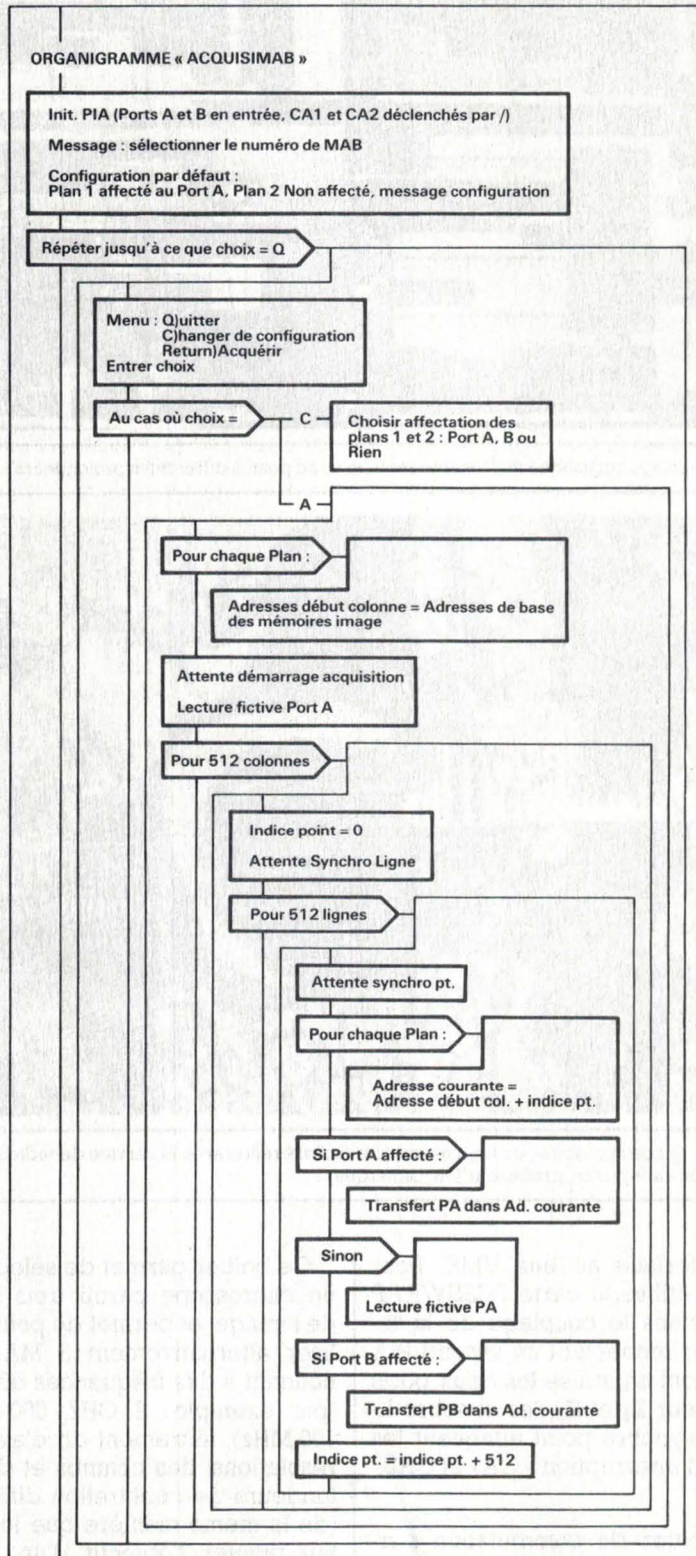 ORGANIGRAMME « ACQUISIMAB »
Init. PIA (Ports A et B en entrée, CA1 et CA2 déclenchés par /)
Message : sélectionner le numéro de MAB
Configuration par défaut :
Plan 1 affecté au Port A, Plan 2 Non affecté, message configuration
Répéter jusqu'à ce que choix = Q
Menu : Q)uitter
C)hanger de configuration
Return)Acquérir
Entrer choix
Au cas où choix =
C
Choisir affectation des
plans 1 et 2 : Port A, B ou
Rien
A
Pour chaque Plan :
Adresses début colonne = Adresses de base
des mémoires image
Attente démarrage acquisition
Lecture fictive Port A
Pour 512 colonnes
Indice point = 0
Attente Synchro Ligne
Pour 512 lignes
Attente synchro pt.
Pour chaque Plan :
Adresse courante =
Adresse début col. + indice pt.
Si Port A affecté :
Transfert PA dans Ad. courante
Sinon
Lecture fictive PA
Si Port B affecté :
Transfert PB dans Ad. courante
Indice pt. = indice pt. + 512